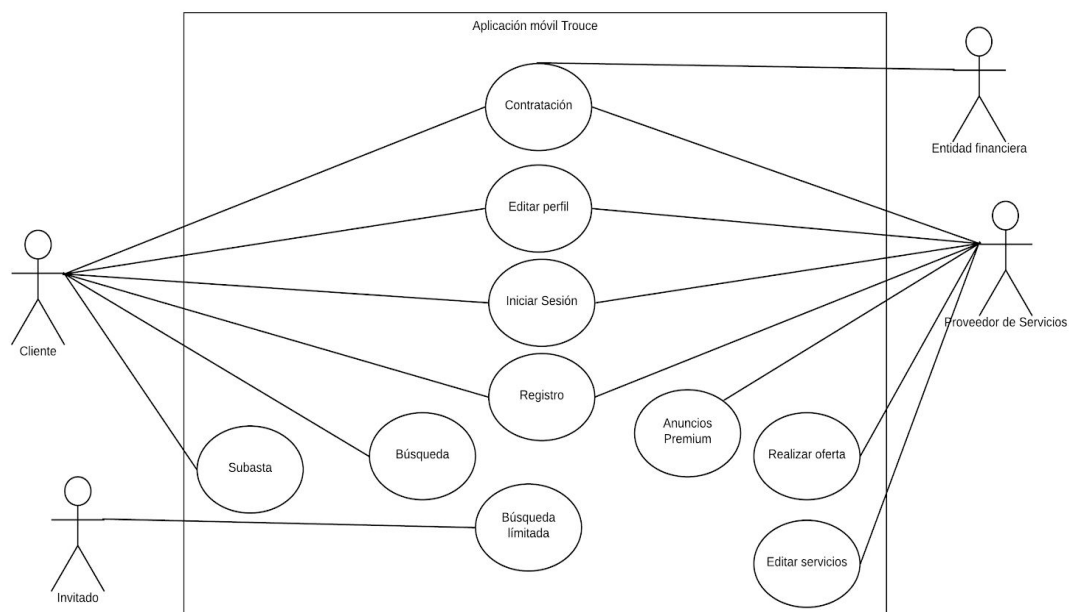 Aplicación móvil Trouce
Contratación
Entidad financiera
Editar perfil
Iniciar Sesión
Proveedor de Servicios
Cliente
Registro
Anuncios
Premium
Subasta
Búsqueda
Realizar oferta
Búsqueda
límitada
Editar servicios
Invitado